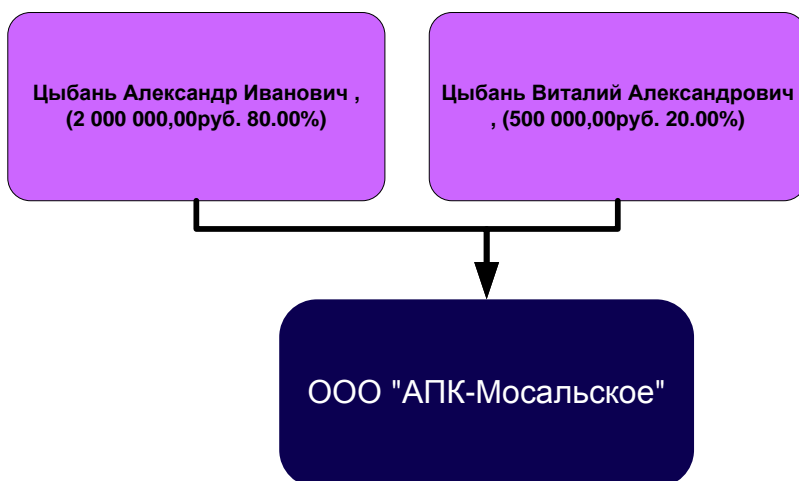 Цыбань Александр Иванович ,
(2 000 000,00руб. 80.00%)
Цыбань Виталий Александрович
, (500 000,00руб. 20.00%)
ООО "АПК-Мосальское"